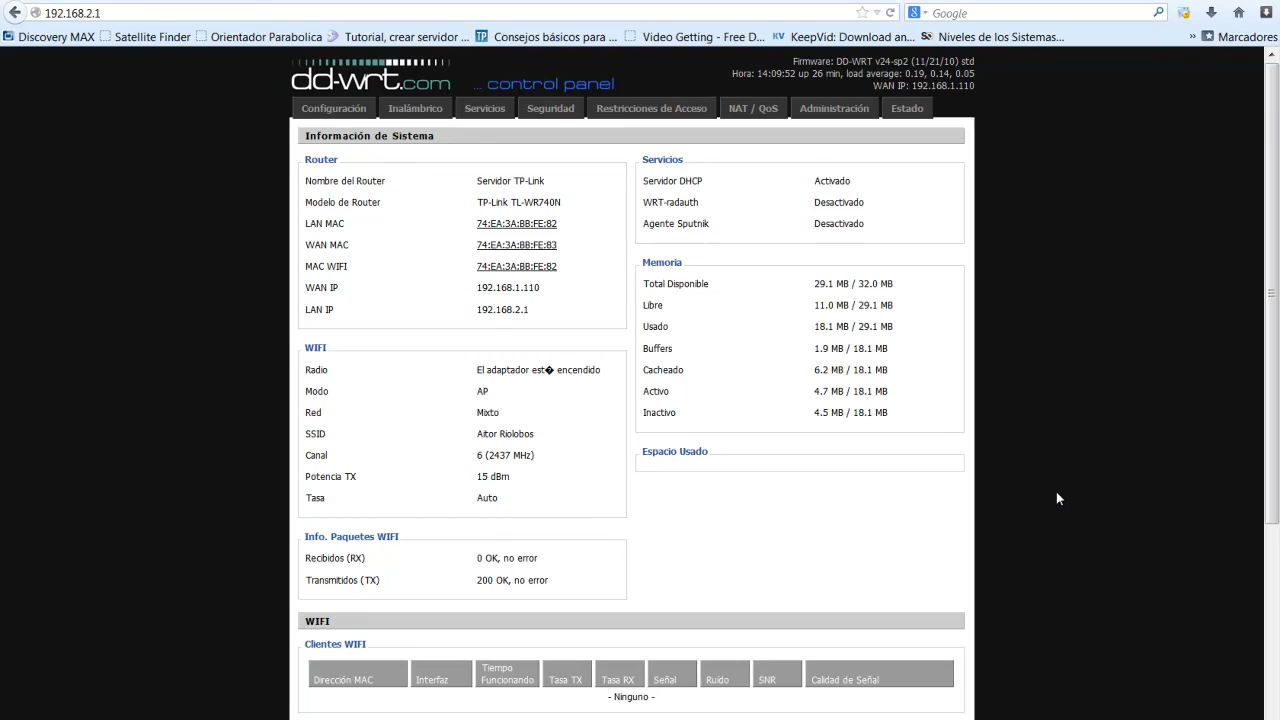 192.168.2.1
Google
Discovery MAX
Satellite Finder
Orientador Parabolica
Tutorial, crear servidor ...
Consejos básicos para ...
Video Getting - Free D...
KeepVid: Download an...
Niveles de los Sistemas...
»
Marcadores
dd-wrt.com
... control panel
Firmware: DD-WRT v24-sp2 (11/21/10) std
Hora: 14:09:52 up 26 min, load average: 0.19, 0.14, 0.05
WAN IP: 192.168.1.110
Configuración
Inalámbrico
Servicios
Seguridad
Restricciones de Acceso
NAT / QoS
Administración
Estado
Información de Sistema
Router
Nombre del Router Servidor TP-Link
Modelo de Router TP-Link TL-WR740N
LAN MAC 74:EA:3A:BB:FE:82
WAN MAC 74:EA:3A:BB:FE:83
MAC WIFI 74:EA:3A:BB:FE:82
WAN IP 192.168.1.110
LAN IP 192.168.2.1
WIFI
Radio El adaptador est� encendido
Modo AP
Red Mixto
SSID Aitor Riolobos
Canal 6 (2437 MHz)
Potencia TX 15 dBm
Tasa Auto
Info. Paquetes WIFI
Recibidos (RX) 0 OK, no error
Transmitidos (TX) 200 OK, no error
Servicios
Servidor DHCP Activado
WRT-radauth Desactivado
Agente Sputnik Desactivado
Memoria
Total Disponible 29.1 MB / 32.0 MB
Libre 11.0 MB / 29.1 MB
Usado 18.1 MB / 29.1 MB
Buffers 1.9 MB / 18.1 MB
Cacheado 6.2 MB / 18.1 MB
Activo 4.7 MB / 18.1 MB
Inactivo 4.5 MB / 18.1 MB
Espacio Usado
WIFI
Clientes WIFI
Dirección MAC
Interfaz
Tiempo
Funcionando
Tasa TX
Tasa RX
Señal
Ruído
SNR
Calidad de Señal
- Ninguno -